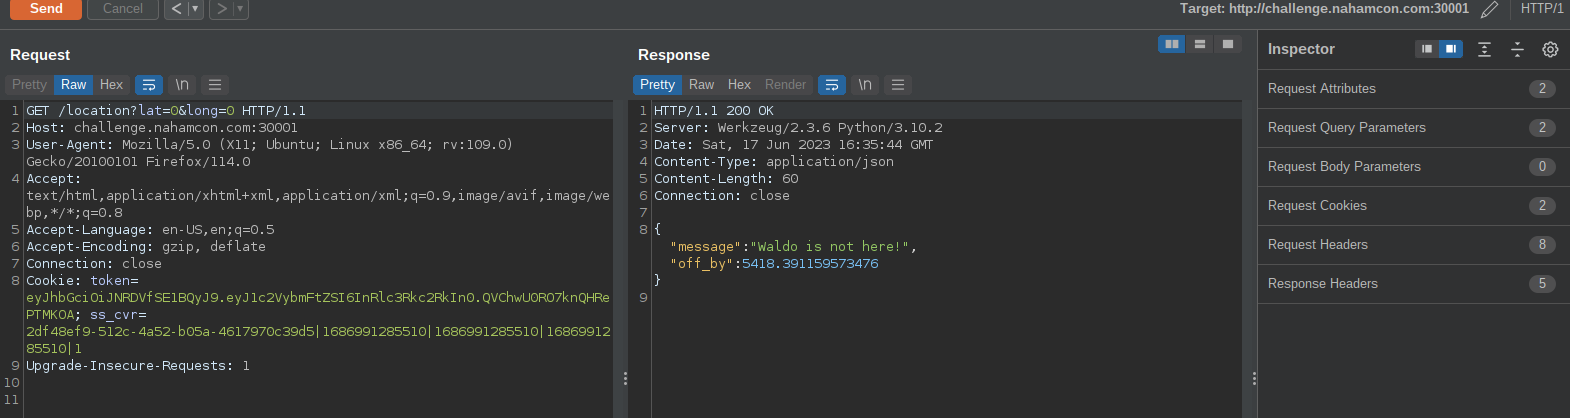 Send Cancel < ▼ > ▼ Target: http://challenge.nahamcon.com:30001 HTTP/1
Request
Pretty Raw Hex \n
1 GET /location?lat=0&long=0 HTTP/1.1
2 Host: challenge.nahamcon.com:30001
3 User-Agent: Mozilla/5.0 (X11; Ubuntu; Linux x86_64; rv:109.0)
Gecko/20100101 Firefox/114.0
4 Accept:
text/html,application/xhtml+xml,application/xml;q=0.9,image/avif,image/we
bp,*/*;q=0.8
5 Accept-Language: en-US,en;q=0.5
6 Accept-Encoding: gzip, deflate
7 Connection: close
8 Cookie: token=
eyJhbGciOiJNRDVfSE1BQyJ9.eyJ1c2VybmFtZSI6InRlc3Rkc2RkIn0.QVChwU0RO7knQHRe
PTMKOA; ss_cvr=
2df48ef9-512c-4a52-b05a-4617970c39d5|1686991285510|1686991285510|16869912
85510|1
9 Upgrade-Insecure-Requests: 1
10
11
Response
Pretty Raw Hex Render \n
1 HTTP/1.1 200 OK
2 Server: Werkzeug/2.3.6 Python/3.10.2
3 Date: Sat, 17 Jun 2023 16:35:44 GMT
4 Content-Type: application/json
5 Content-Length: 60
6 Connection: close
7
8 {
"message":"Waldo is not here!",
"off_by":5418.391159573476
}
9
Inspector
Request Attributes 2
Request Query Parameters 2
Request Body Parameters 0
Request Cookies 2
Request Headers 8
Response Headers 5